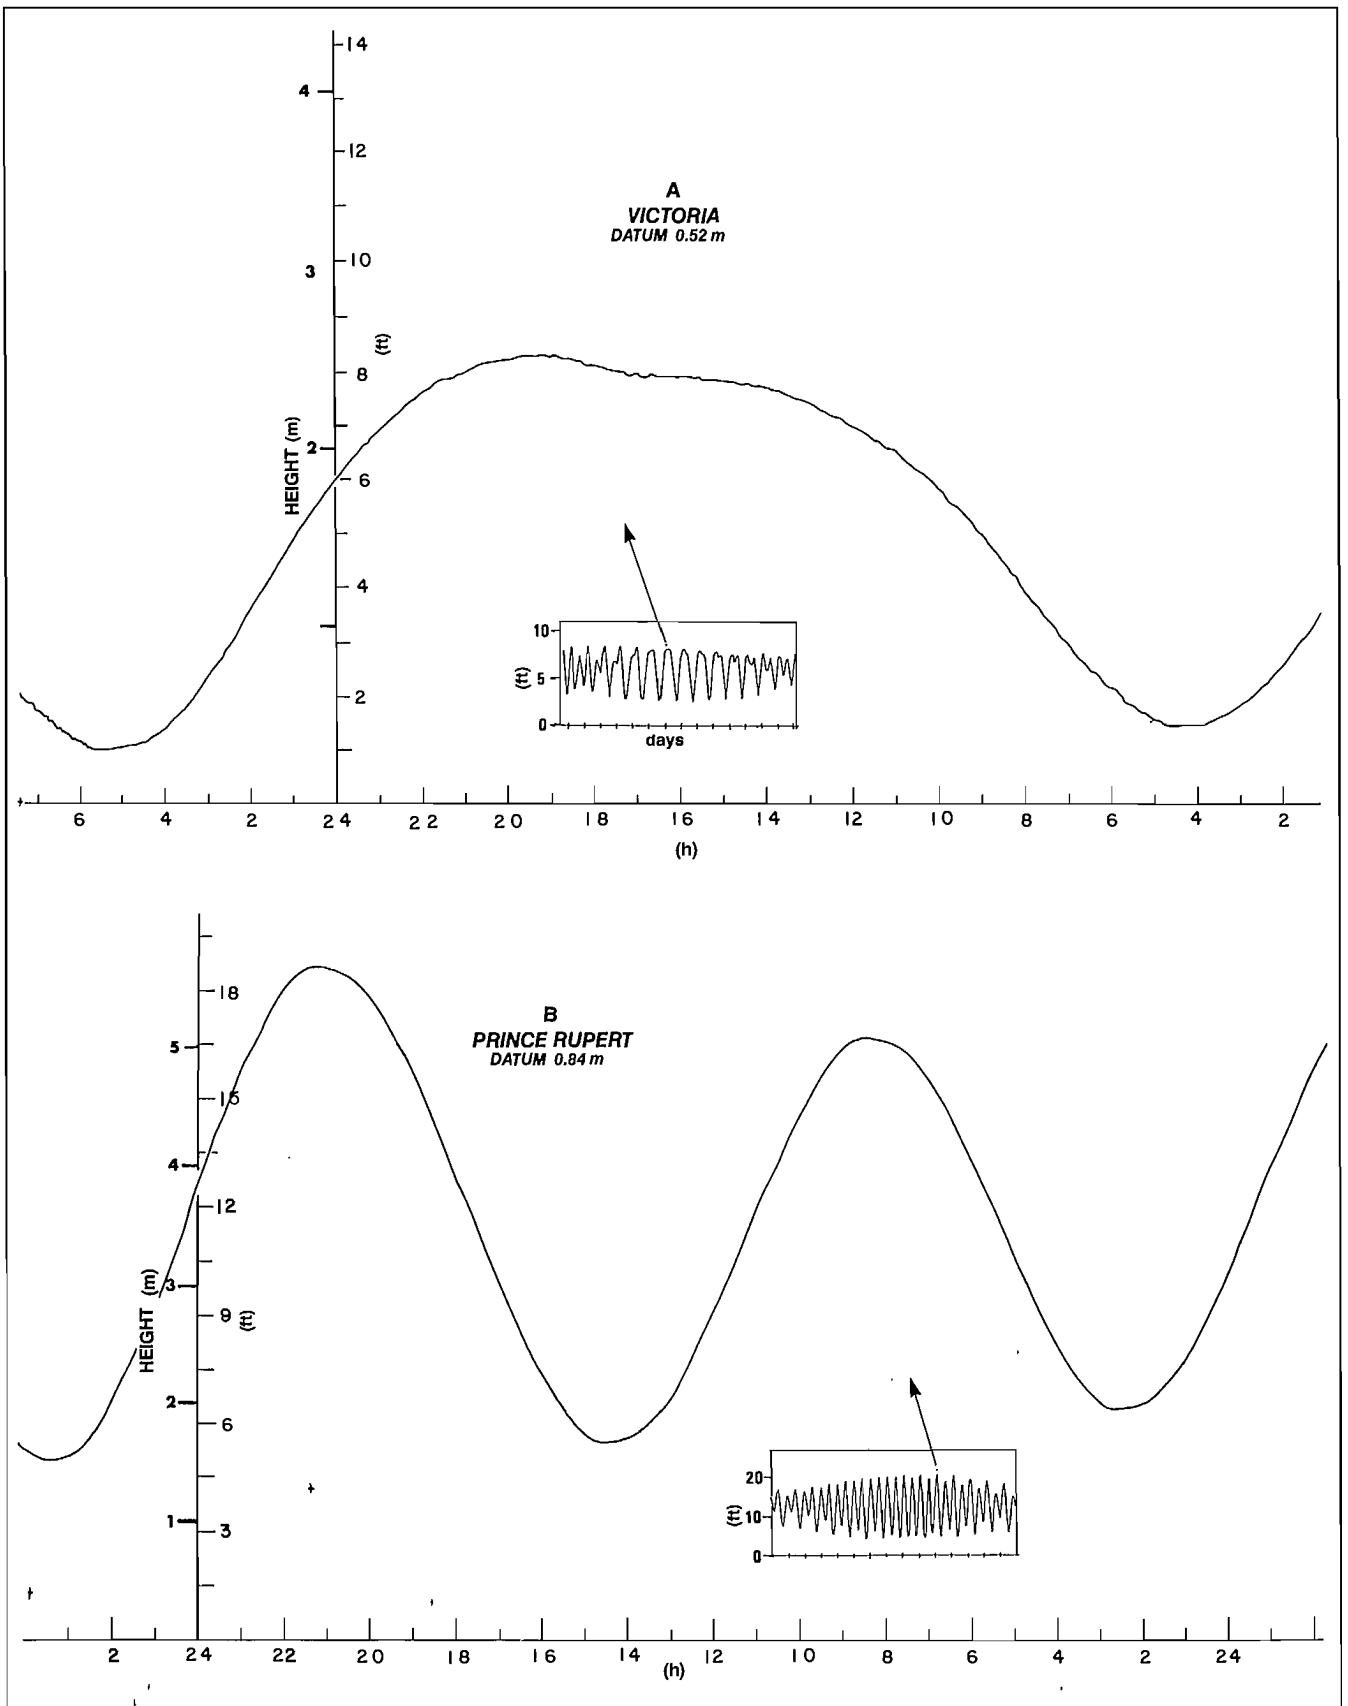 14
4
12
A
VICTORIA
DATUM 0.52 m
10
3
(ft)
8
HEIGHT (m)
2
6
4
10
(ft)
5
2
0
days
6 4 2 24 22 20 18 16 14 12 10 8 6 4 2
(h)
18
B
PRINCE RUPERT
DATUM 0.84 m
5
15
4
12
HEIGHT (m)
3
9
(ft)
2
6
20
(ft)
10
1
3
0
2 24 22 20 18 16 14 12 10 8 6 4 2 24
(h)